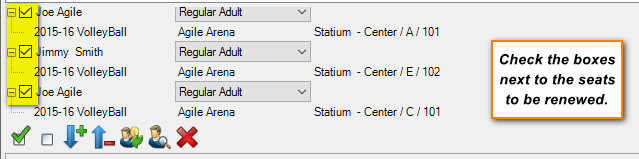 Joe Agile Regular Adult
2015-16 VolleyBall Agile Arena Statium - Center / A / 101
Jimmy Smith Regular Adult
2015-16 VolleyBall Agile Arena Statium - Center / E / 102
Joe Agile Regular Adult
2015-16 VolleyBall Agile Arena Statium - Center / C / 101
Check the boxes
next to the seats
to be renewed.